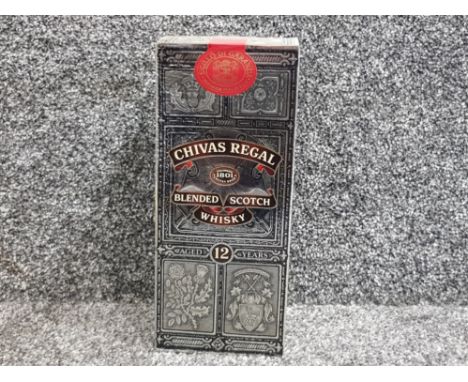 CHIVAS REGAL
1801
BLENDED SCOTCH
WHISKY
AGED 12 YEARS